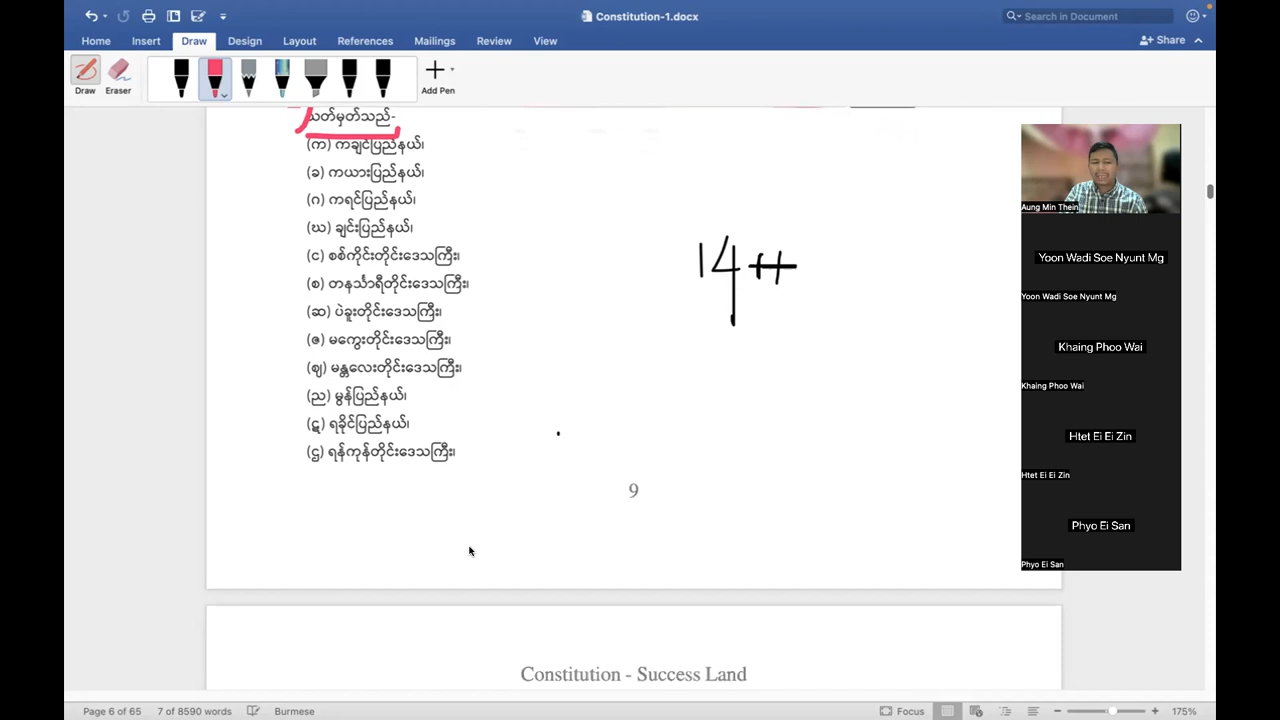 Constitution-1.docx
Search in Document
Home Insert Draw Design Layout References Mailings Review View
Share
Draw Eraser Add Pen
သတ်မှတ်သည်-
(က) ကချင်ပြည်နယ်၊
(ခ) ကယားပြည်နယ်၊
(ဂ) ကရင်ပြည်နယ်၊
(ဃ) ချင်းပြည်နယ်၊
(င) စစ်ကိုင်းတိုင်းဒေသကြီး၊
(စ) တနင်္သာရီတိုင်းဒေသကြီး၊
(ဆ) ပဲခူးတိုင်းဒေသကြီး၊
(ဇ) မကွေးတိုင်းဒေသကြီး၊
(ဈ) မန္တလေးတိုင်းဒေသကြီး၊
(ည) မွန်ပြည်နယ်၊
(ဋ) ရခိုင်ပြည်နယ်၊
(ဌ) ရန်ကုန်တိုင်းဒေသကြီး၊
14
9
Constitution - Success Land
Aung Min Thein
Yoon Wadi Soe Nyunt Mg
Yoon Wadi Soe Nyunt Mg
Khaing Phoo Wai
Khaing Phoo Wai
Htet Ei Ei Zin
Htet Ei Ei Zin
Phyo Ei San
Phyo Ei San
Page 6 of 65 7 of 8590 words Burmese Focus 175%